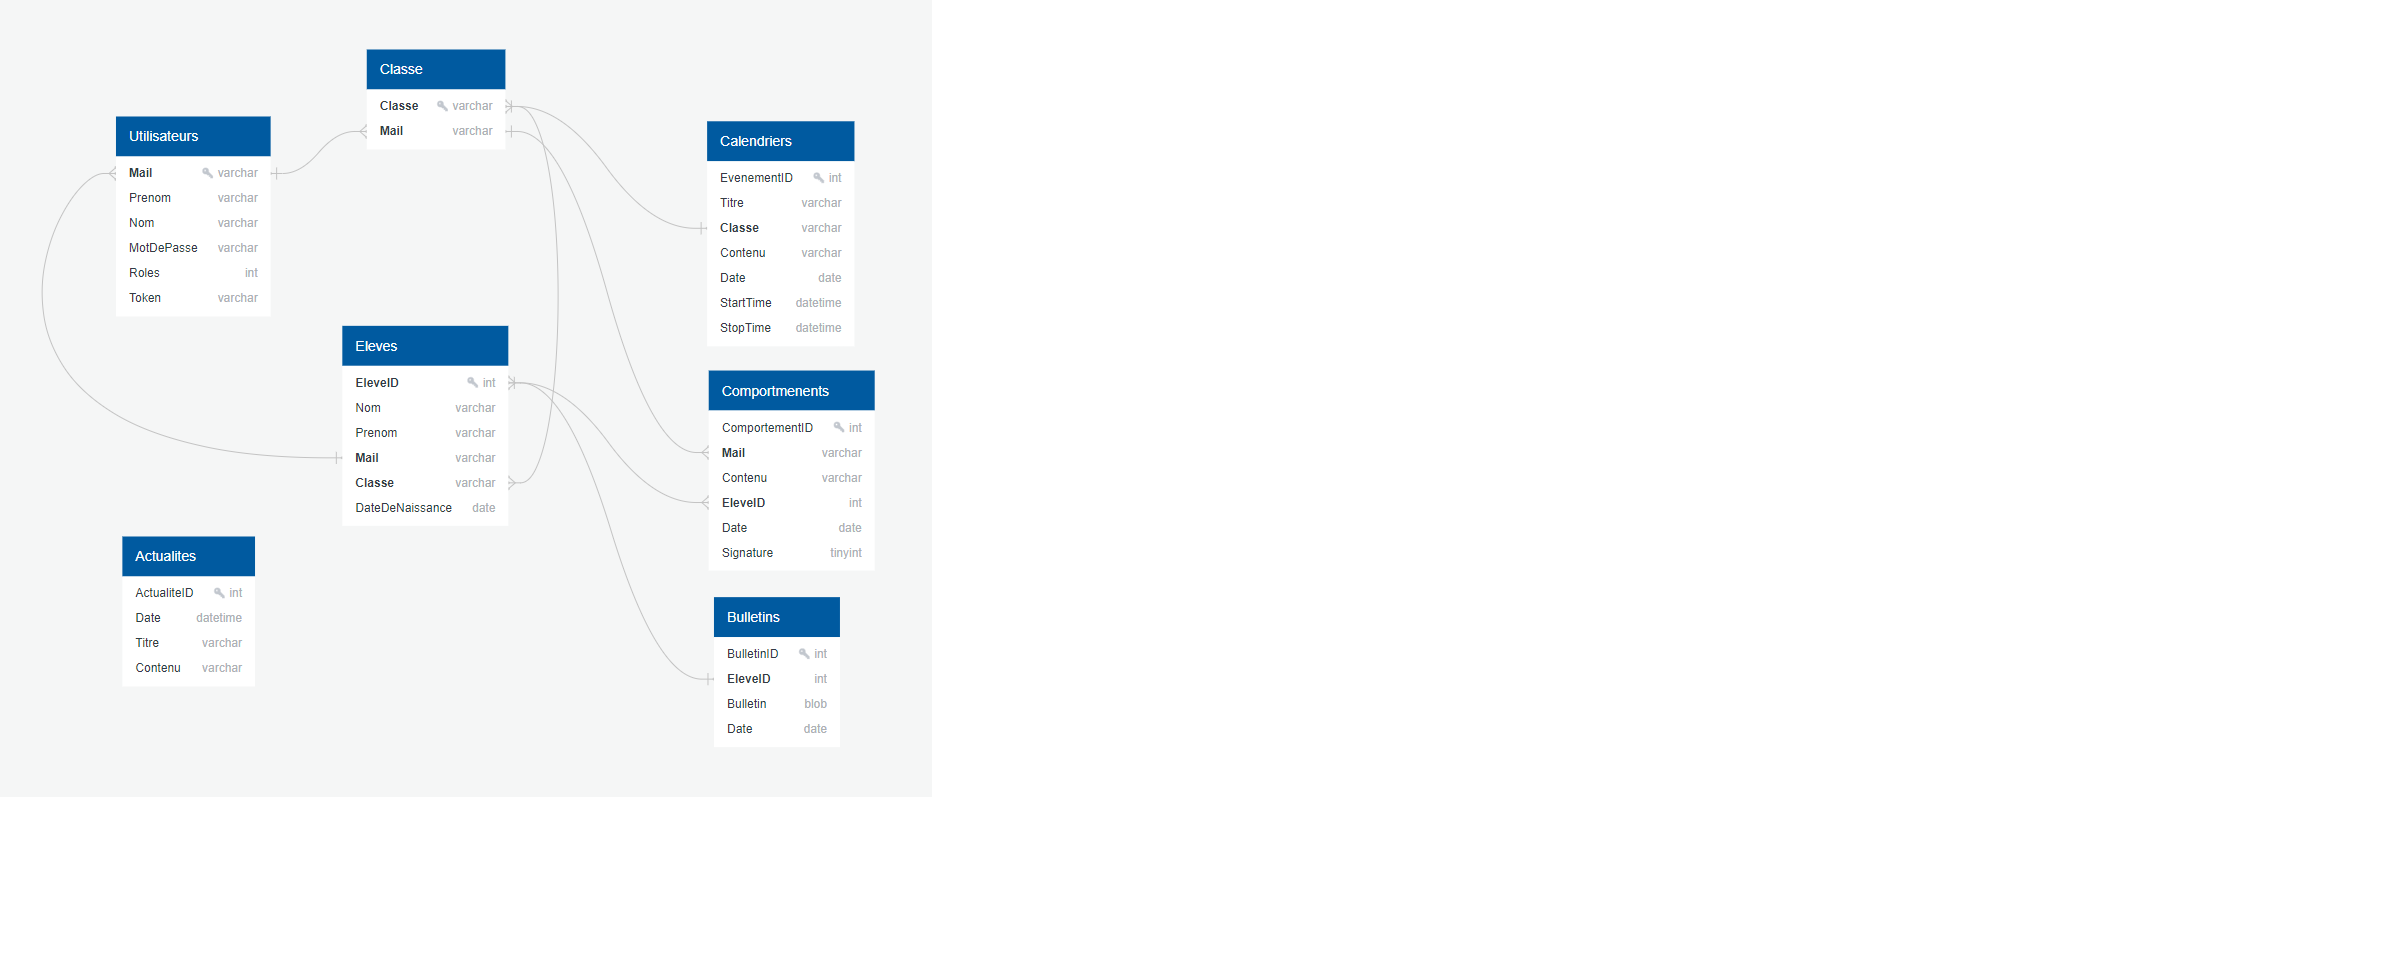 Classe
Classe varchar
Mail varchar
Utilisateurs
Mail varchar
Prenom varchar
Nom varchar
MotDePasse varchar
Roles int
Token varchar
Calendriers
EvenementID int
Titre varchar
Classe varchar
Contenu varchar
Date date
StartTime datetime
StopTime datetime
Eleves
EleveID int
Nom varchar
Prenom varchar
Mail varchar
Classe varchar
DateDeNaissance date
Comportmenents
ComportementID int
Mail varchar
Contenu varchar
EleveID int
Date date
Signature tinyint
Actualites
ActualiteID int
Date datetime
Titre varchar
Contenu varchar
Bulletins
BulletinID int
EleveID int
Bulletin blob
Date date